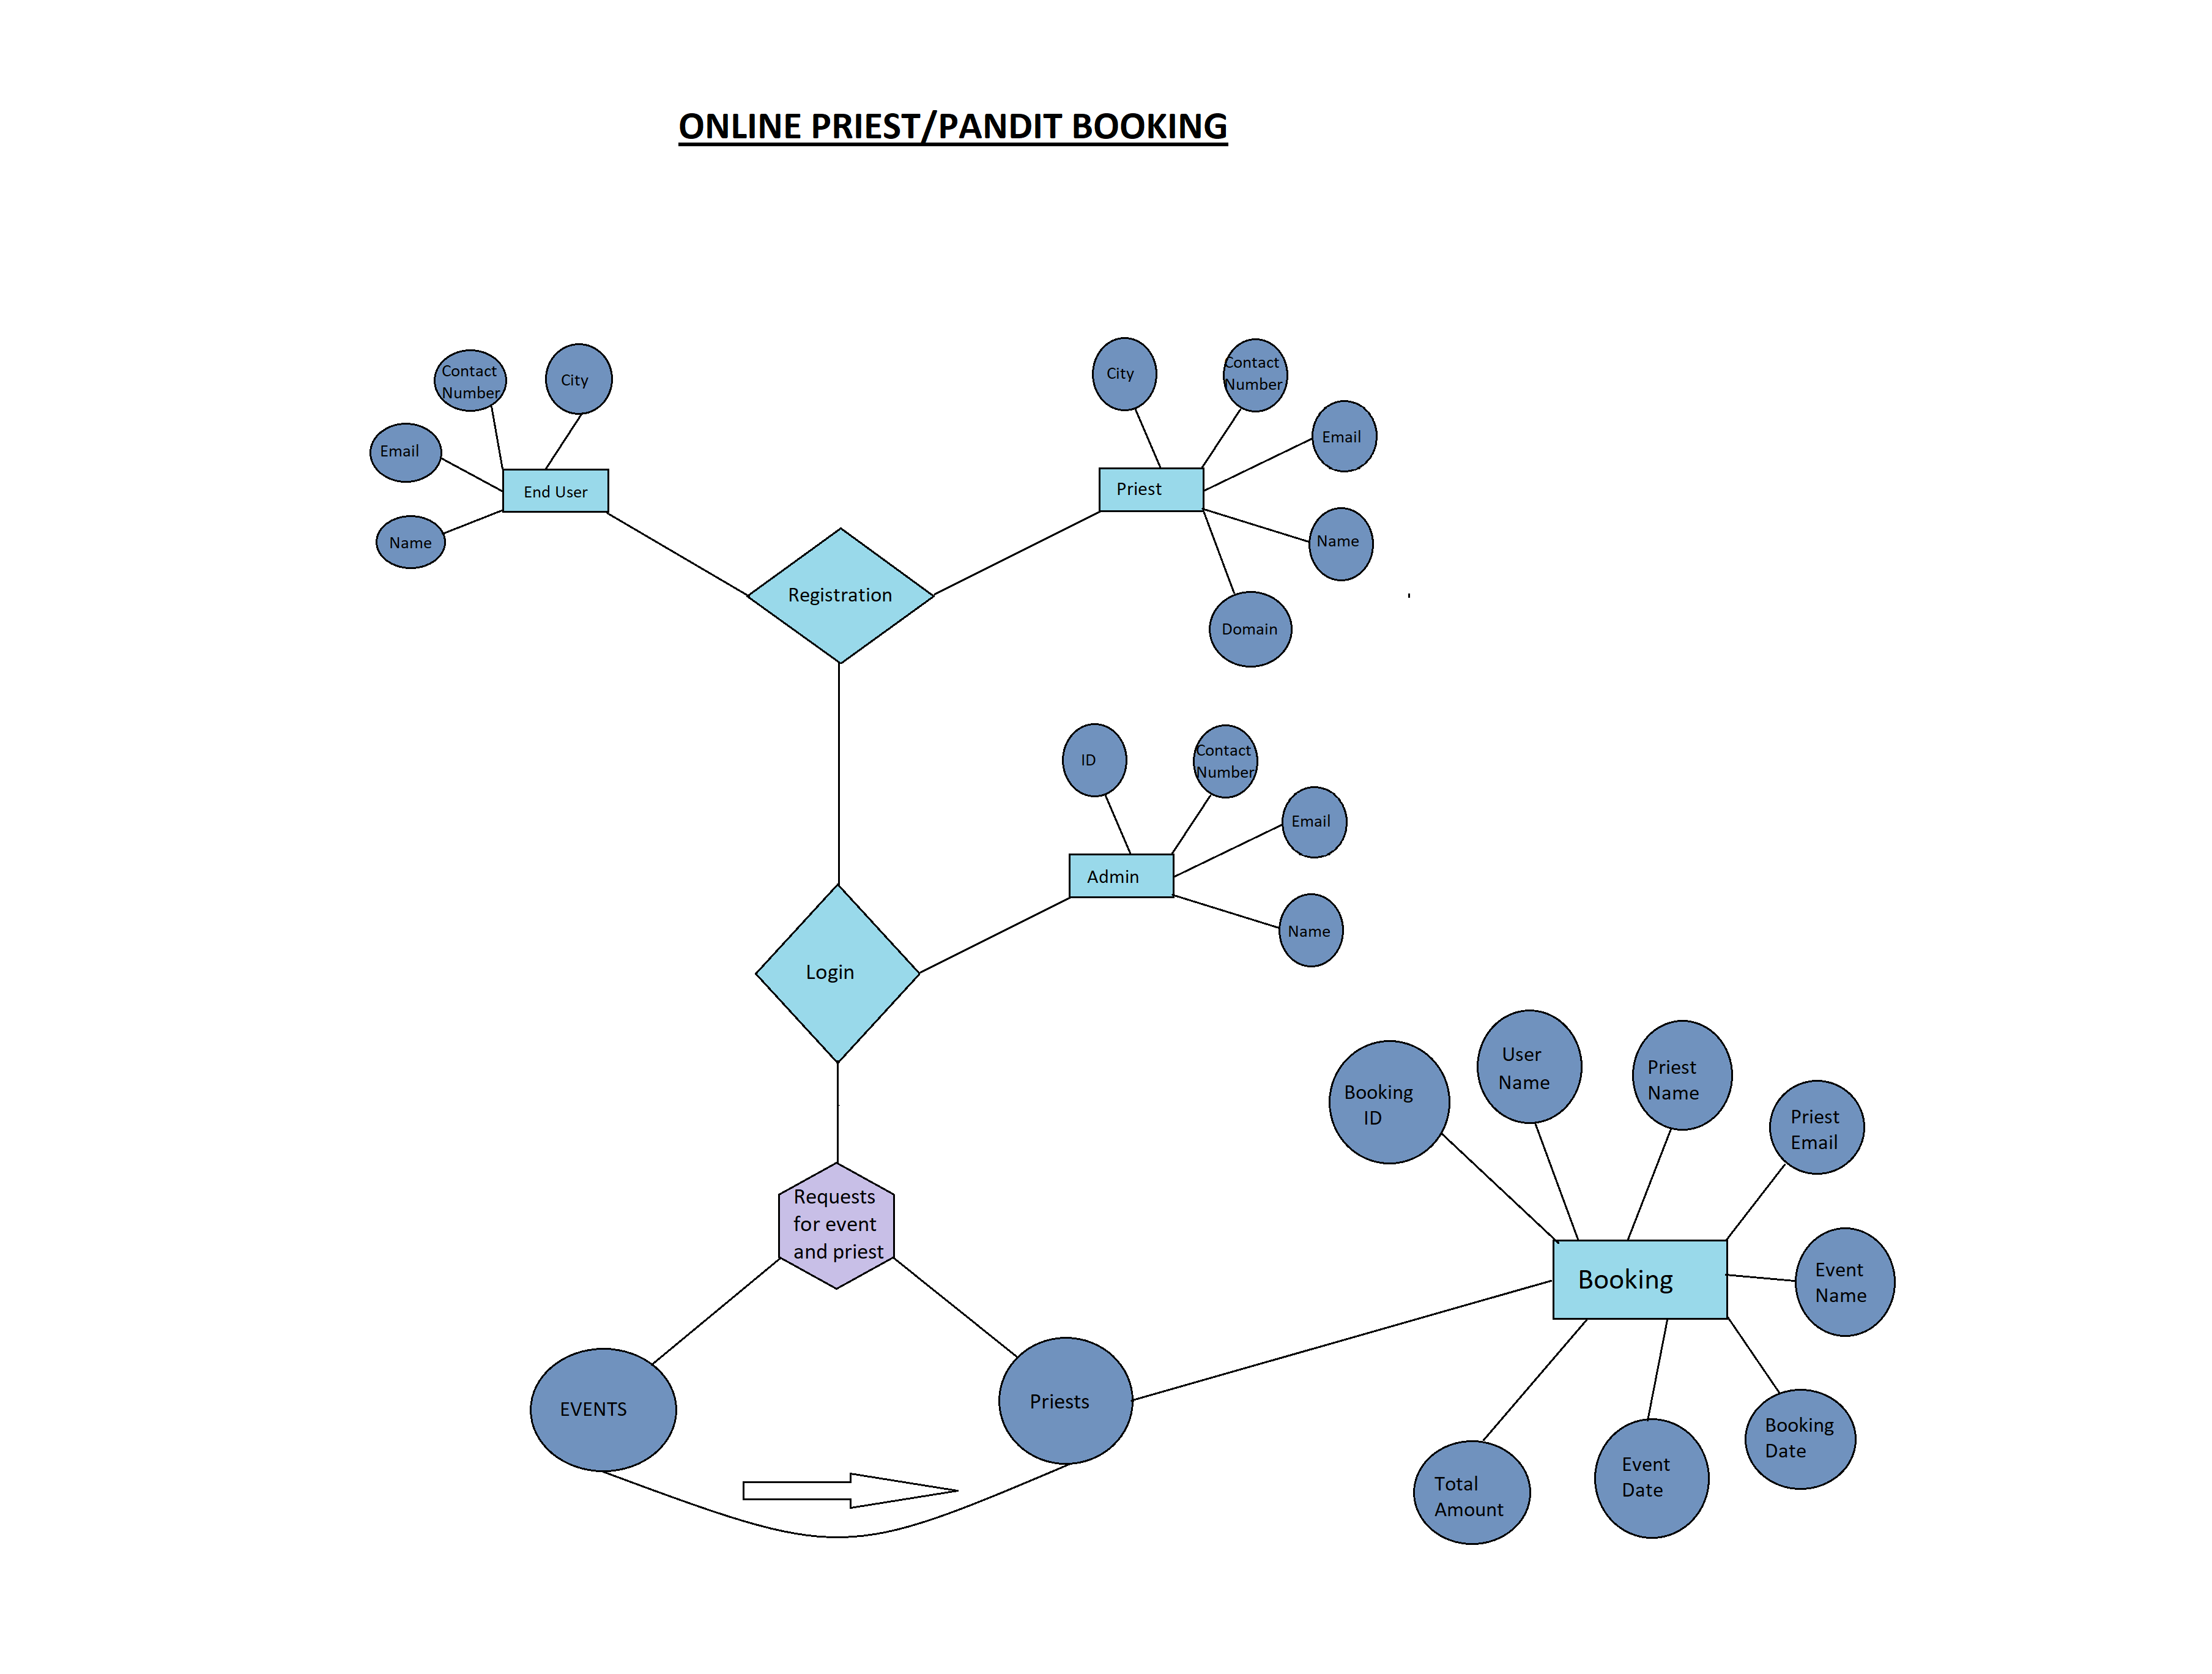 ONLINE PRIEST/PANDIT BOOKING
Contact
Number
City
Email
End User
Name
City
Contact
Number
Email
Priest
Name
Domain
Registration
ID
Contact
Number
Email
Admin
Name
Login
Requests
for event
and priest
EVENTS
Priests
Booking
ID
User
Name
Priest
Name
Priest
Email
Booking
Event
Name
Booking
Date
Event
Date
Total
Amount